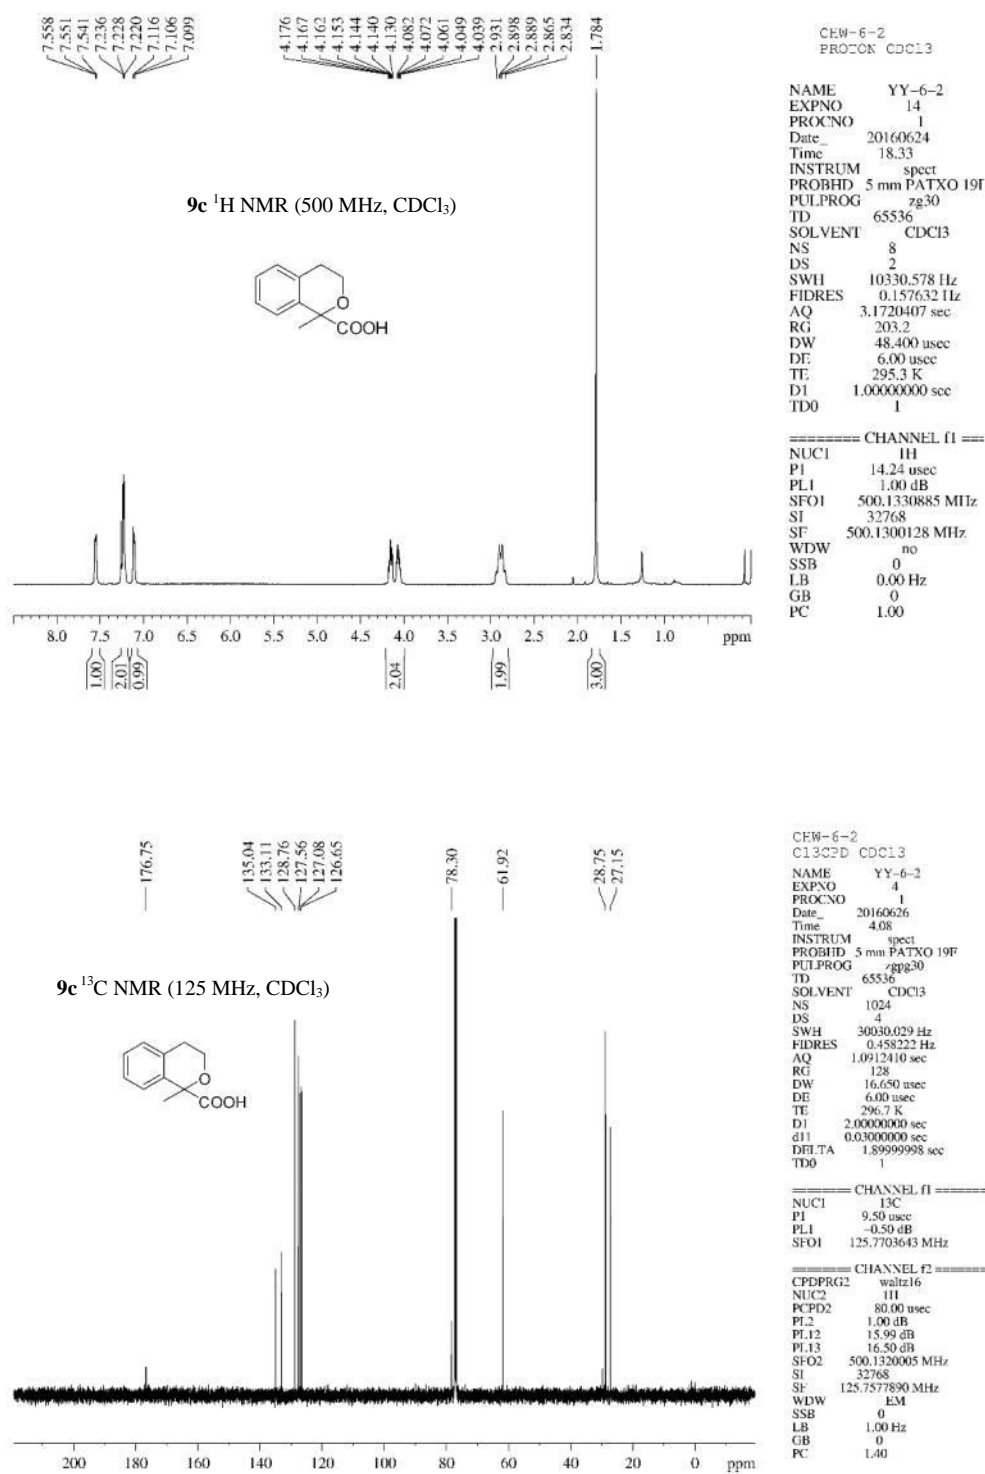 7.558
7.551
7.541
7.236
7.228
7.220
7.116
7.106
7.099
4.176
4.167
4.162
4.153
4.144
4.140
4.130
4.082
4.072
4.061
4.049
4.039
2.931
2.898
2.889
2.865
2.834
1.784
CHW-6-2
PROTON CDCl3
NAME YY-6-2
EXPNO 14
PROCNO 1
Date_ 20160624
Time 18.33
INSTRUM spect
PROBHD 5 mm PATXO 19F
PULPROG zg30
TD 65536
SOLVENT CDCl3
NS 8
DS 2
SWH 10330.578 Hz
FIDRES 0.157632 Hz
AQ 3.1720407 sec
RG 203.2
DW 48.400 usec
DE 6.00 usec
TE 295.3 K
D1 1.00000000 sec
TD0 1
======== CHANNEL f1 ===
NUC1 1H
P1 14.24 usec
PL1 1.00 dB
SFO1 500.1330885 MHz
SI 32768
SF 500.1300128 MHz
WDW no
SSB 0
LB 0.00 Hz
GB 0
PC 1.00
9c ¹H NMR (500 MHz, CDCl₃)
O
COOH
8.0 7.5 7.0 6.5 6.0 5.5 5.0 4.5 4.0 3.5 3.0 2.5 2.0 1.5 1.0 ppm
1.00
2.01
0.99
2.04
1.99
3.00
176.75
135.04
133.11
128.76
127.56
127.08
126.65
78.30
61.92
28.75
27.15
CHW-6-2
C13CPD CDCl3
NAME YY-6-2
EXPNO 4
PROCNO 1
Date_ 20160626
Time 4.08
INSTRUM spect
PROBHD 5 mm PATXO 19F
PULPROG zgpg30
TD 65536
SOLVENT CDCl3
NS 1024
DS 4
SWH 30030.029 Hz
FIDRES 0.458222 Hz
AQ 1.0912410 sec
RG 128
DW 16.650 usec
DE 6.00 usec
TE 296.7 K
D1 2.00000000 sec
d11 0.03000000 sec
DELTA 1.89999998 sec
TD0 1
======== CHANNEL f1 =======
NUC1 13C
P1 9.50 usec
PL1 -0.50 dB
SFO1 125.7703643 MHz
======== CHANNEL f2 =======
CPDPRG2 waltz16
NUC2 1H
PCPD2 80.00 usec
PL2 1.00 dB
PL12 15.99 dB
PL13 16.50 dB
SFO2 500.1320005 MHz
SI 32768
SF 125.7577890 MHz
WDW EM
SSB 0
LB 1.00 Hz
GB 0
PC 1.40
9c ¹³C NMR (125 MHz, CDCl₃)
O
COOH
200 180 160 140 120 100 80 60 40 20 0 ppm